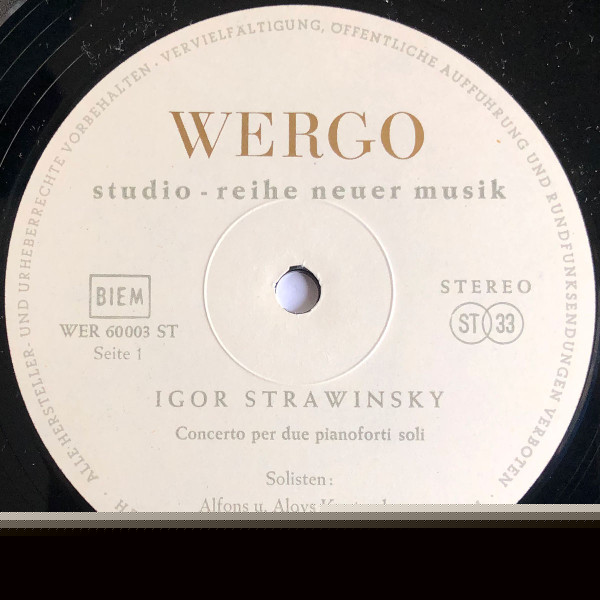 ALLE HERSTELLER- UND URHEBERRECHTE VORBEHALTEN · VERVIELFÄLTIGUNG, ÖFFENTLICHE AUFFÜHRUNG UND RUNDFUNKSENDUNGEN VERBOTEN ·
WERGO
studio - reihe neuer musik
BIEM
STEREO
WER 60003 ST
ST 33
Seite 1
IGOR STRAWINSKY
Concerto per due pianoforti soli
Solisten:
Alfons u. Aloys